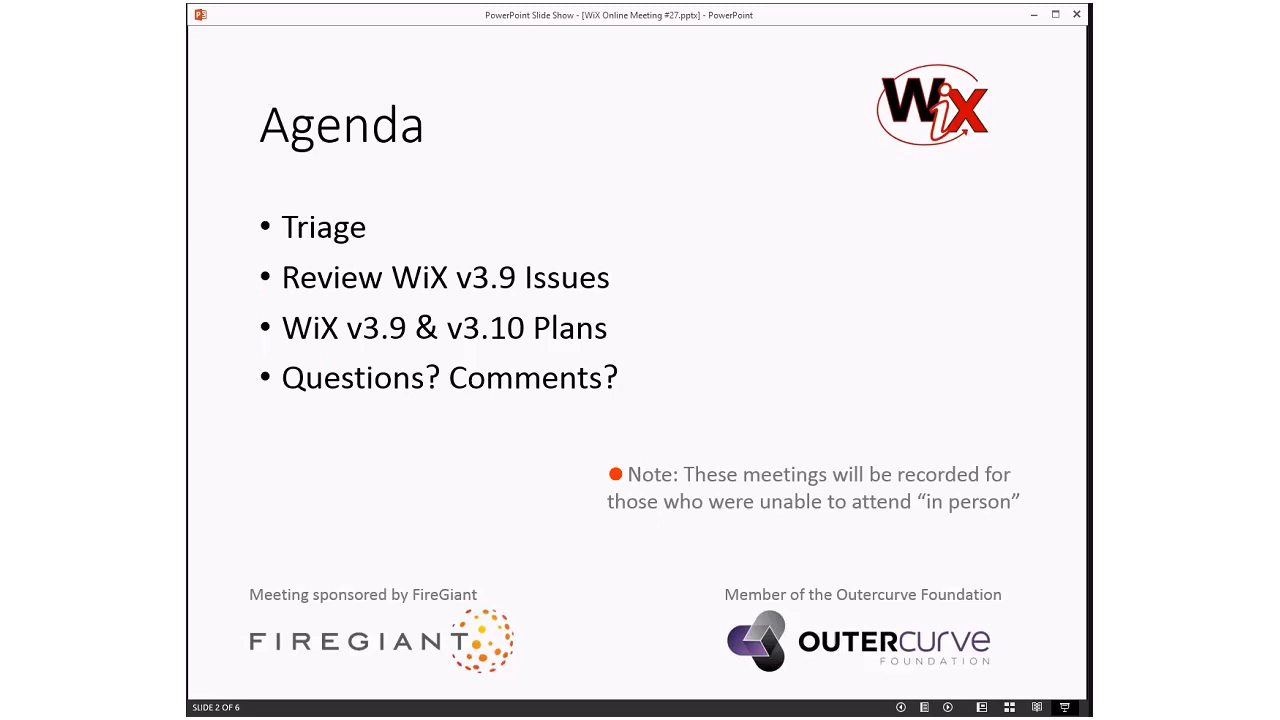 PowerPoint Slide Show - [WiX Online Meeting #27.pptx] - PowerPoint
WiX
Agenda
• Triage
• Review WiX v3.9 Issues
• WiX v3.9 & v3.10 Plans
• Questions? Comments?
Note: These meetings will be recorded for
those who were unable to attend “in person”
Meeting sponsored by FireGiant
FIREGIANT
Member of the Outercurve Foundation
OUTERCURVE
FOUNDATION
SLIDE 2 OF 6